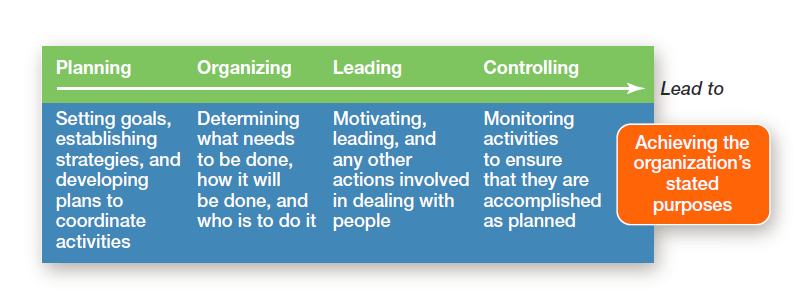 Planning
Organizing
Leading
Controlling
Lead to
Setting goals,
establishing
strategies, and
developing
plans to
coordinate
activities
Determining
what needs
to be done,
how it will
be done, and
who is to do it
Motivating,
leading, and
any other
actions involved
in dealing with
people
Monitoring
activities
to ensure
that they are
accomplished
as planned
Achieving the
organization's
stated
purposes